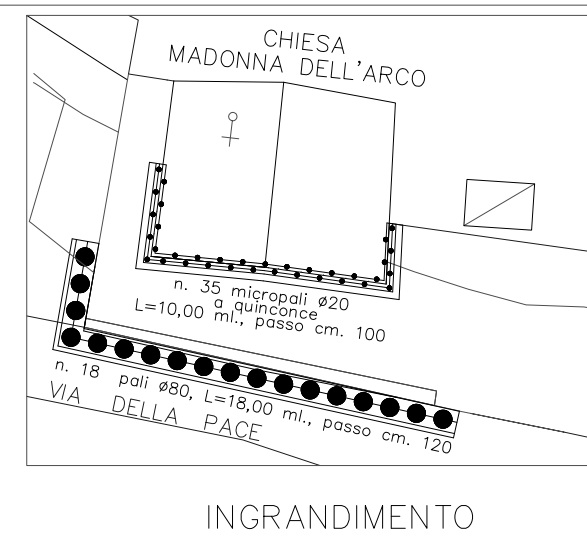 CHIESA
MADONNA DELL'ARCO
n. 35 micropali ø20
a quinconce
L=10,00 ml., passo cm. 100
n. 18 pali ø80, L=18,00 ml., passo cm. 120
VIA DELLA PACE
INGRANDIMENTO